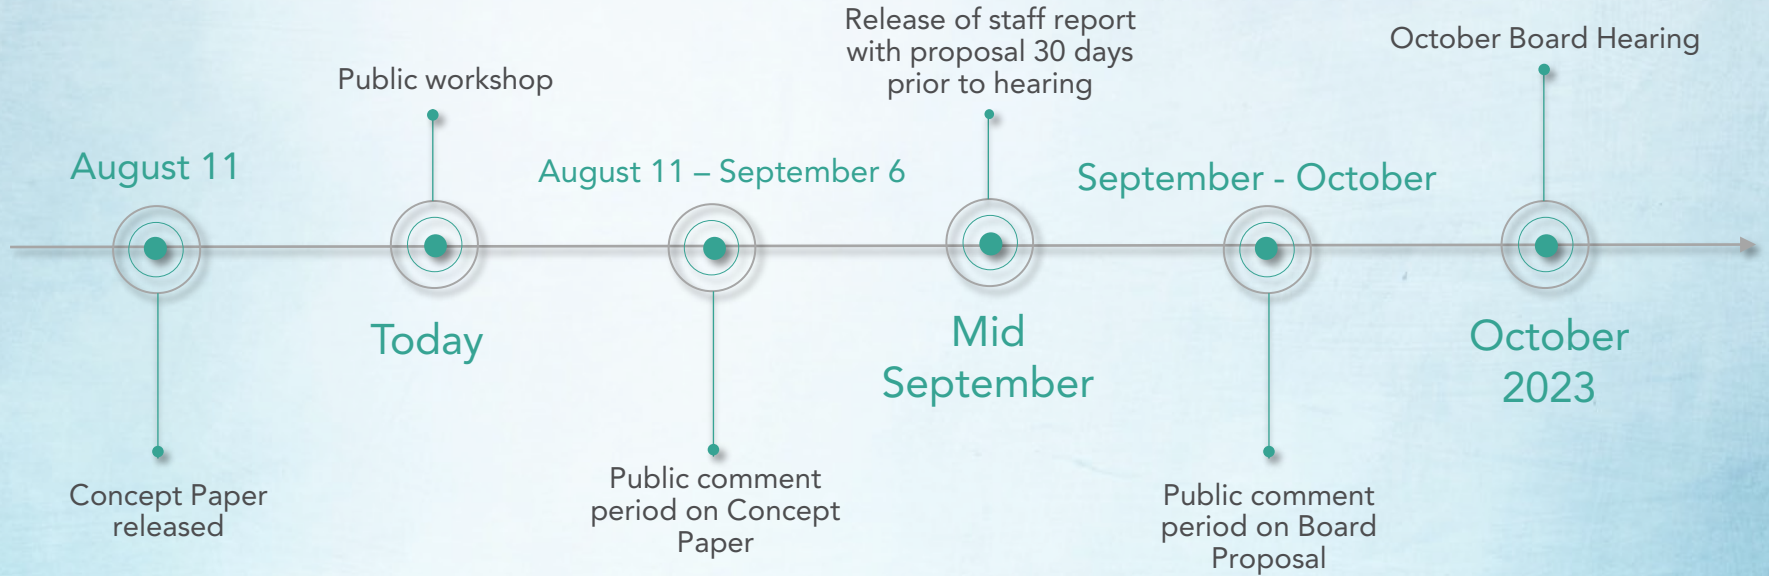 August 11
Concept Paper
released
Public workshop
Today
August 11 – September 6
Public comment
period on Concept
Paper
Release of staff report
with proposal 30 days
prior to hearing
Mid
September
September - October
Public comment
period on Board
Proposal
October Board Hearing
October
2023